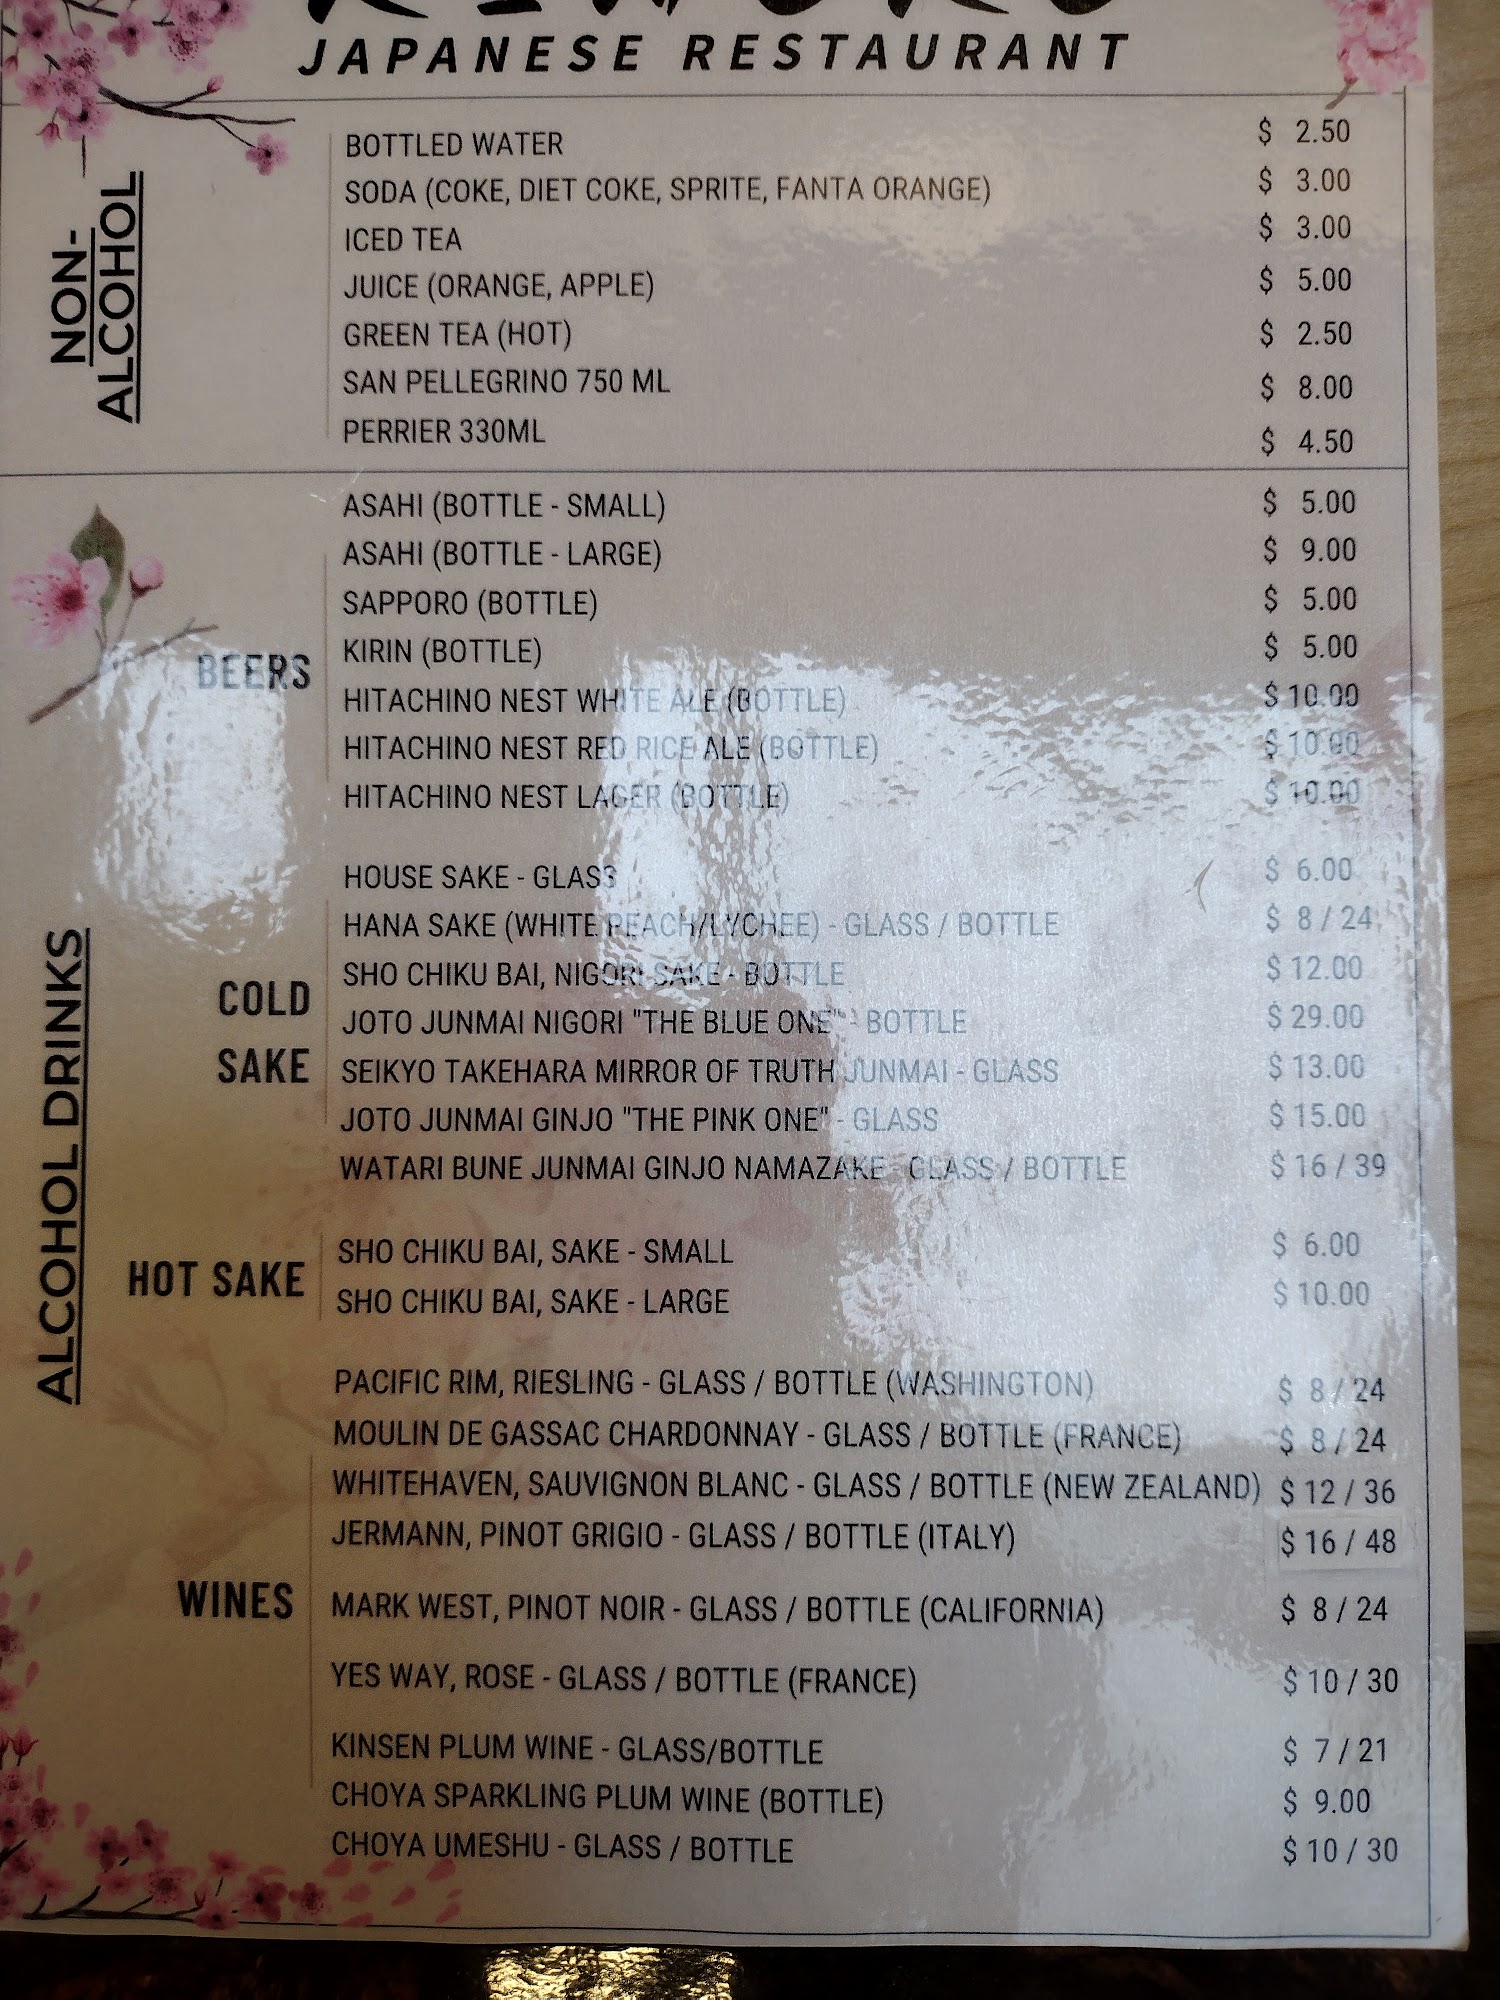 JAPANESE RESTAURANT
NON-
ALCOHOL
BOTTLED WATER $ 2.50
SODA (COKE, DIET COKE, SPRITE, FANTA ORANGE) $ 3.00
ICED TEA $ 3.00
JUICE (ORANGE, APPLE) $ 5.00
GREEN TEA (HOT) $ 2.50
SAN PELLEGRINO 750 ML $ 8.00
PERRIER 330ML $ 4.50
ALCOHOL DRINKS
BEERS
ASAHI (BOTTLE - SMALL) $ 5.00
ASAHI (BOTTLE - LARGE) $ 9.00
SAPPORO (BOTTLE) $ 5.00
KIRIN (BOTTLE) $ 5.00
HITACHINO NEST WHITE ALE (BOTTLE) $ 10.00
HITACHINO NEST RED RICE ALE (BOTTLE) $ 10.00
HITACHINO NEST LAGER (BOTTLE) $ 10.00
COLD
SAKE
HOUSE SAKE - GLASS $ 6.00
HANA SAKE (WHITE PEACH/LYCHEE) - GLASS / BOTTLE $ 8 / 24
SHO CHIKU BAI, NIGORI SAKE - BOTTLE $ 12.00
JOTO JUNMAI NIGORI "THE BLUE ONE" - BOTTLE $ 29.00
SEIKYO TAKEHARA MIRROR OF TRUTH JUNMAI - GLASS $ 13.00
JOTO JUNMAI GINJO "THE PINK ONE" - GLASS $ 15.00
WATARI BUNE JUNMAI GINJO NAMAZAKE - GLASS / BOTTLE $ 16 / 39
HOT SAKE
SHO CHIKU BAI, SAKE - SMALL $ 6.00
SHO CHIKU BAI, SAKE - LARGE $ 10.00
WINES
PACIFIC RIM, RIESLING - GLASS / BOTTLE (WASHINGTON) $ 8 / 24
MOULIN DE GASSAC CHARDONNAY - GLASS / BOTTLE (FRANCE) $ 8 / 24
WHITEHAVEN, SAUVIGNON BLANC - GLASS / BOTTLE (NEW ZEALAND) $ 12 / 36
JERMANN, PINOT GRIGIO - GLASS / BOTTLE (ITALY) $ 16 / 48
MARK WEST, PINOT NOIR - GLASS / BOTTLE (CALIFORNIA) $ 8 / 24
YES WAY, ROSE - GLASS / BOTTLE (FRANCE) $ 10 / 30
KINSEN PLUM WINE - GLASS/BOTTLE $ 7 / 21
CHOYA SPARKLING PLUM WINE (BOTTLE) $ 9.00
CHOYA UMESHU - GLASS / BOTTLE $ 10 / 30